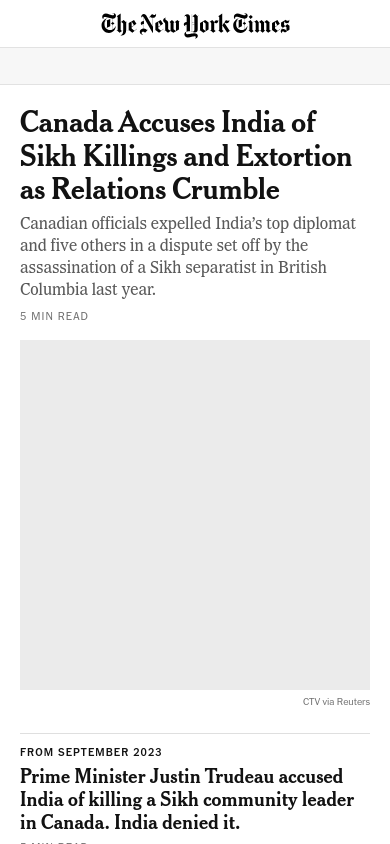 The New York Times
Canada Accuses India of
Sikh Killings and Extortion
as Relations Crumble
Canadian officials expelled India’s top diplomat
and five others in a dispute set off by the
assassination of a Sikh separatist in British
Columbia last year.
5 MIN READ
CTV via Reuters
FROM SEPTEMBER 2023
Prime Minister Justin Trudeau accused
India of killing a Sikh community leader
in Canada. India denied it.